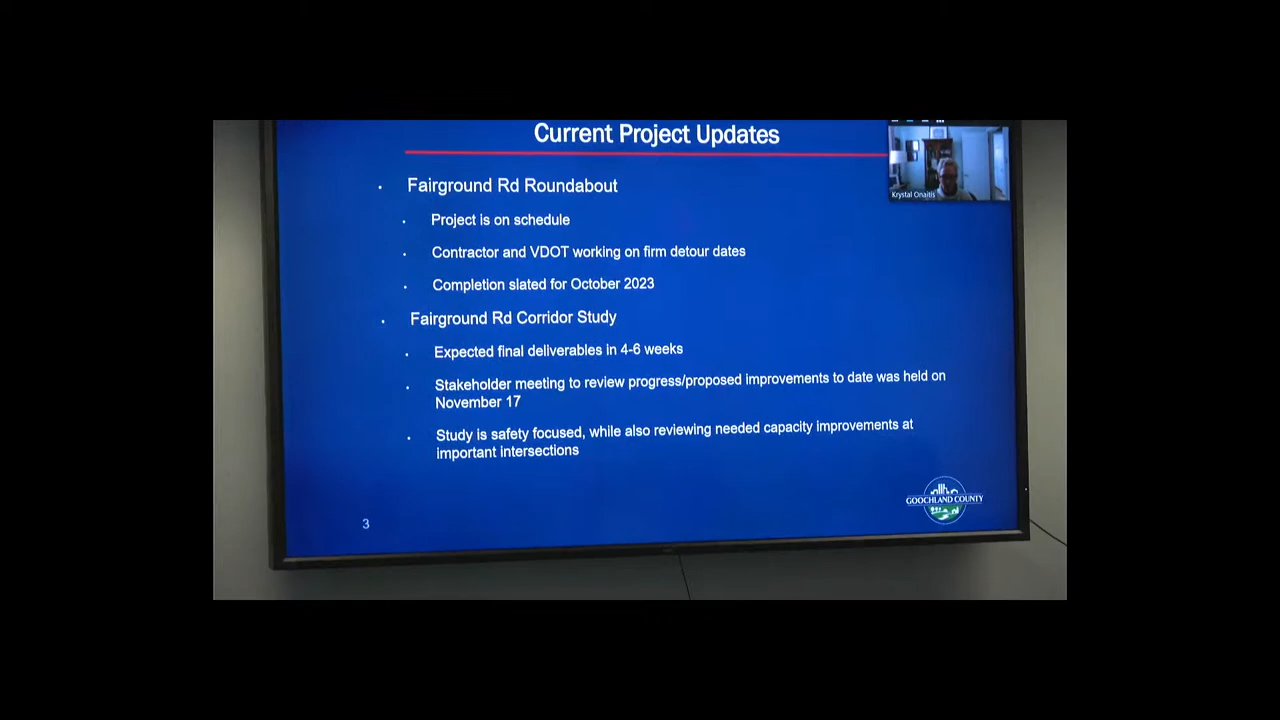 Current Project Updates
Krystal Onaitis
Fairground Rd Roundabout
Project is on schedule
Contractor and VDOT working on firm detour dates
Completion slated for October 2023
Fairground Rd Corridor Study
Expected final deliverables in 4-6 weeks
Stakeholder meeting to review progress/proposed improvements to date was held on
November 17
Study is safety focused, while also reviewing needed capacity improvements at
important intersections
GOOCHLAND COUNTY
3